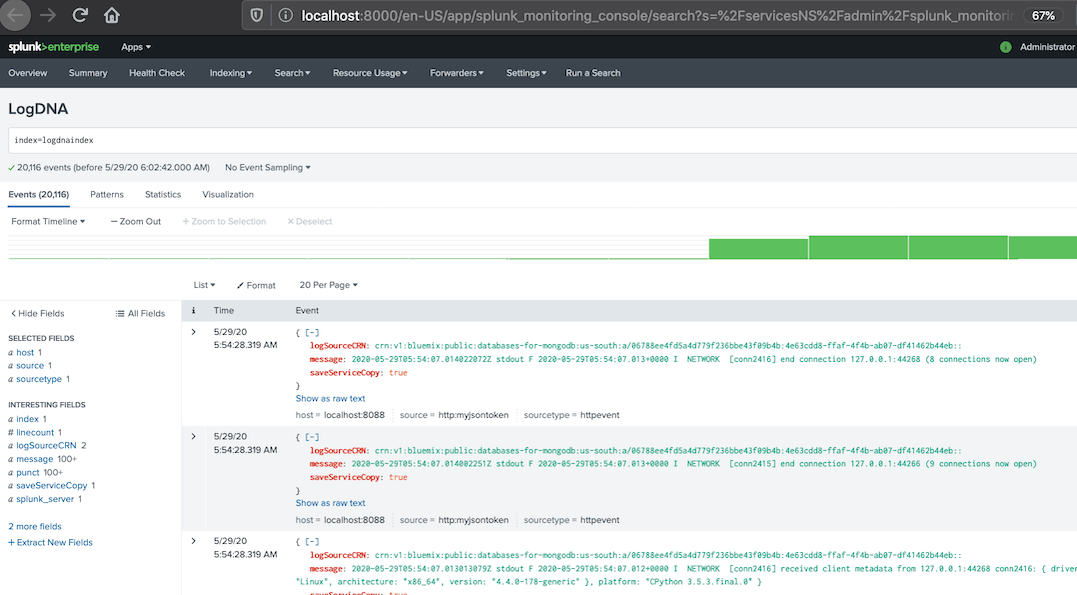 localhost:8000/en-US/app/splunk_monitoring_console/search?s=%2FservicesNS%2Fadmin%2Fsplunk_monitorin 67%
splunk>enterprise Apps Administrator
Overview Summary Health Check Indexing Search Resource Usage Forwarders Settings Run a Search
LogDNA
index=logdnaindex
20,116 events (before 5/29/20 6:02:42.000 AM) No Event Sampling
Events (20,116) Patterns Statistics Visualization
Format Timeline — Zoom Out + Zoom to Selection × Deselect
List Format 20 Per Page
< Hide Fields All Fields i Time Event
SELECTED FIELDS
a host 1
a source 1
a sourcetype 1
INTERESTING FIELDS
a index 1
# linecount 1
a logSourceCRN 2
a message 100+
a punct 100+
a saveServiceCopy 1
a splunk_server 1
2 more fields
+ Extract New Fields
> 5/29/20 { [-]
5:54:28.319 AM logSourceCRN: crn:v1:bluemix:public:databases-for-mongodb:us-south:a/06788ee4fd5a4d779f236bbe43f09b4b:4e63cdd8-ffaf-4f4b-ab07-df41462b44eb::
message: 2020-05-29T05:54:07.014022072Z stdout F 2020-05-29T05:54:07.013+0000 I NETWORK [conn2416] end connection 127.0.0.1:44268 (8 connections now open)
saveServiceCopy: true
}
Show as raw text
host = localhost:8088 source = http:myjsontoken sourcetype = httpevent
> 5/29/20 { [-]
5:54:28.319 AM logSourceCRN: crn:v1:bluemix:public:databases-for-mongodb:us-south:a/06788ee4fd5a4d779f236bbe43f09b4b:4e63cdd8-ffaf-4f4b-ab07-df41462b44eb::
message: 2020-05-29T05:54:07.014002251Z stdout F 2020-05-29T05:54:07.013+0000 I NETWORK [conn2415] end connection 127.0.0.1:44266 (9 connections now open)
saveServiceCopy: true
}
Show as raw text
host = localhost:8088 source = http:myjsontoken sourcetype = httpevent
> 5/29/20 { [-]
5:54:28.319 AM logSourceCRN: crn:v1:bluemix:public:databases-for-mongodb:us-south:a/06788ee4fd5a4d779f236bbe43f09b4b:4e63cdd8-ffaf-4f4b-ab07-df41462b44eb::
message: 2020-05-29T05:54:07.013013079Z stdout F 2020-05-29T05:54:07.012+0000 I NETWORK [conn2416] received client metadata from 127.0.0.1:44268 conn2416: { driver
"Linux", architecture: "x86_64", version: "4.4.0-178-generic" }, platform: "CPython 3.5.3.final.0" }
saveServiceCopy: true